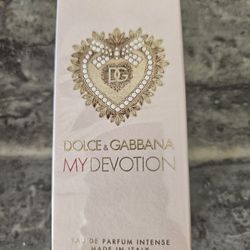 DG
DOLCE & GABBANA
MY DEVOTION
EAU DE PARFUM INTENSE
MADE IN ITALY